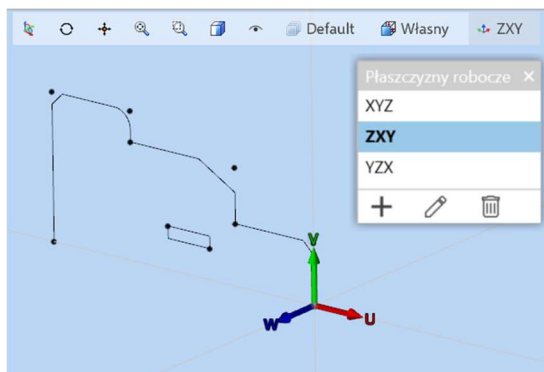 Default Własny ZXY
Płaszczyzny robocze ×
XYZ
ZXY
YZX
V
W U